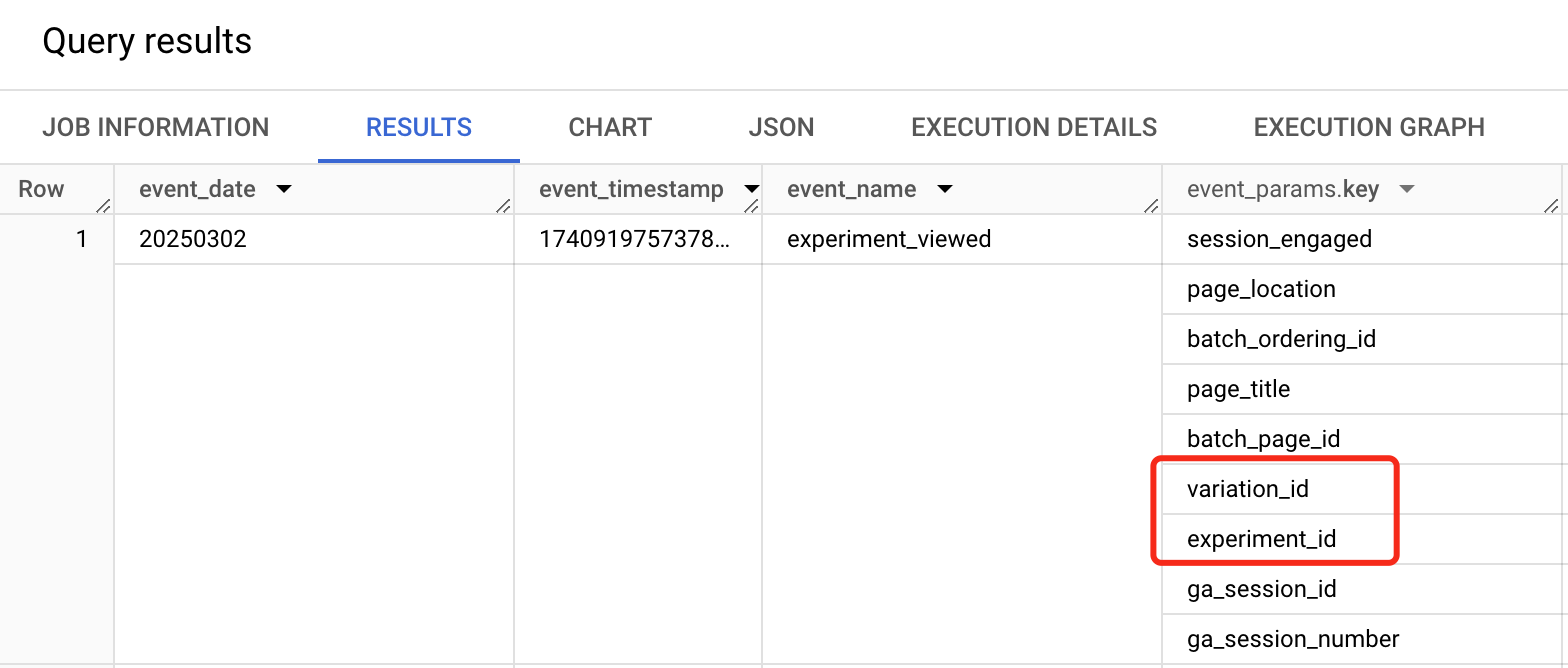 Query results
JOB INFORMATION RESULTS CHART JSON EXECUTION DETAILS EXECUTION GRAPH
Row event_date event_timestamp event_name event_params.key
1 20250302 1740919757378... experiment_viewed session_engaged
page_location
batch_ordering_id
page_title
batch_page_id
variation_id
experiment_id
ga_session_id
ga_session_number